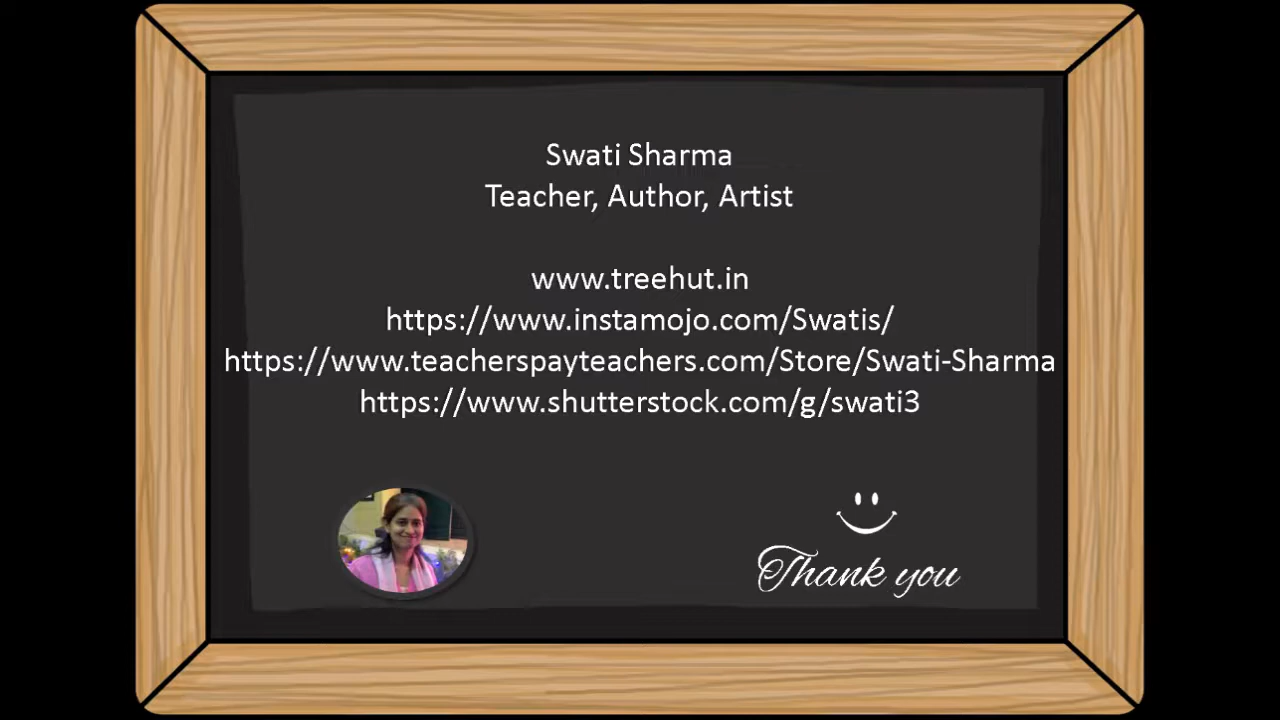 Swati Sharma
Teacher, Author, Artist
www.treehut.in
https://www.instamojo.com/Swatis/
https://www.teacherspayteachers.com/Store/Swati-Sharma
https://www.shutterstock.com/g/swati3
Thank you